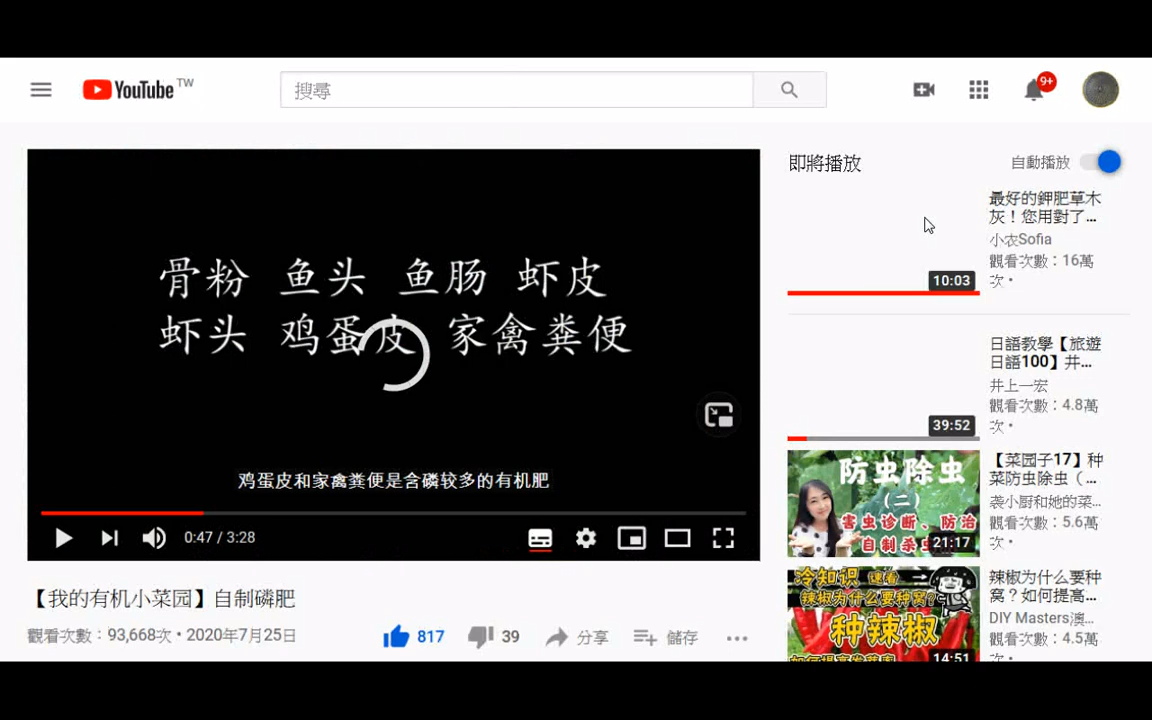 YouTube TW
搜尋
9+
骨粉 鱼头 鱼肠 虾皮
虾头 鸡蛋皮 家禽粪便
鸡蛋皮和家禽粪便是含磷较多的有机肥
0:47 / 3:28
【我的有机小菜园】自制磷肥
觀看次數：93,668次 • 2020年7月25日
817
39
分享
儲存
即將播放
自動播放
10:03
最好的鉀肥草木
灰！您用對了...
小农Sofia
觀看次數：16萬
次 •
39:52
日語教學【旅遊
日語100】井...
井上一宏
觀看次數：4.8萬
次 •
防虫除虫
(二)
害虫诊断、防治
自制杀虫
21:17
【菜园子17】种
菜防虫除虫（...
袭小厨和她的菜...
觀看次數：5.6萬
次 •
冷知识 速看
辣椒为什么要种窝?
种辣椒
14:51
辣椒为什么要种
窝？如何提高...
DIY Masters澳...
觀看次數：4.5萬